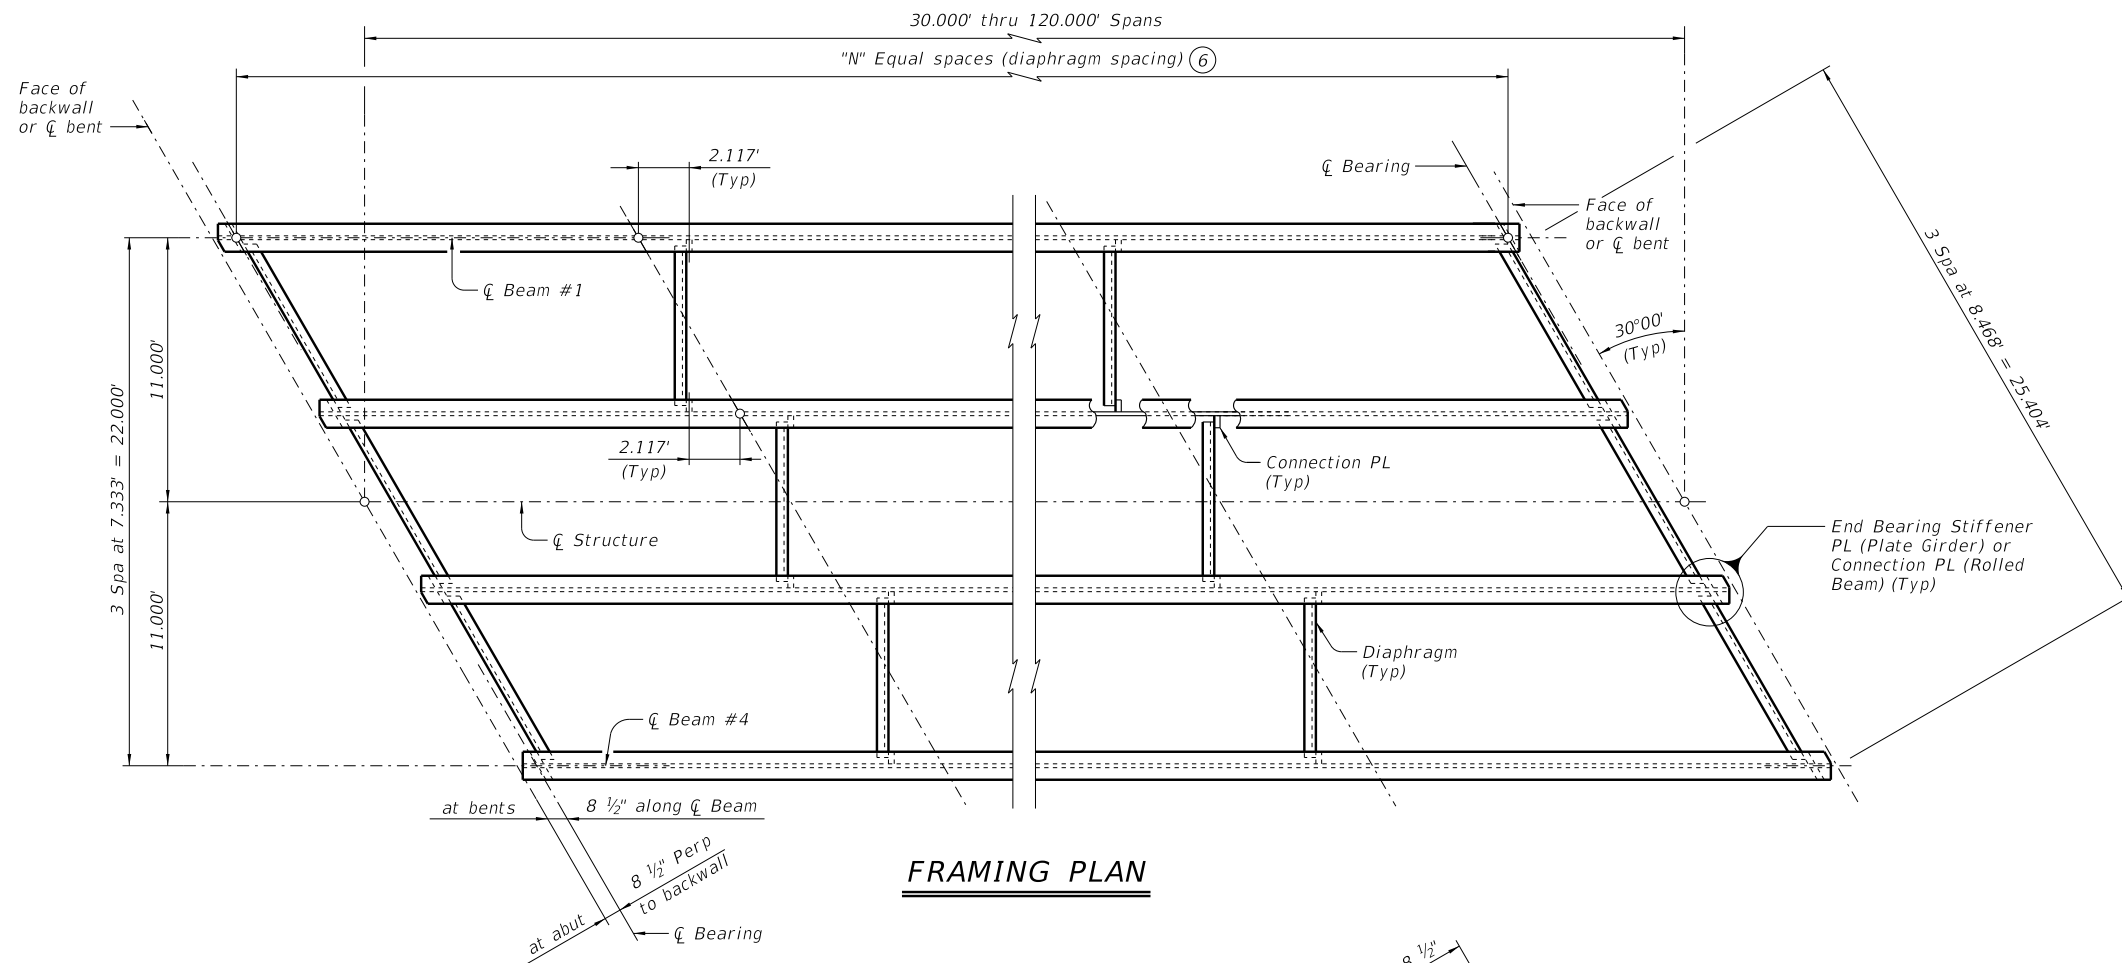 30.000' thru 120.000' Spans
"N" Equal spaces (diaphragm spacing) 6
Face of
backwall
or ℄ bent
2.117'
(Typ)
℄ Bearing
Face of
backwall
or ℄ bent
3 Spa at 8.468' = 25.404'
℄ Beam #1
30°00'
(Typ)
11.000'
3 Spa at 7.333' = 22.000'
2.117'
(Typ)
Connection PL
(Typ)
℄ Structure
End Bearing Stiffener
PL (Plate Girder) or
Connection PL (Rolled
Beam) (Typ)
11.000'
Diaphragm
(Typ)
℄ Beam #4
at bents
8 ½" along ℄ Beam
8 ½" Perp
to backwall
at abut
℄ Bearing
FRAMING PLAN
8 ½"